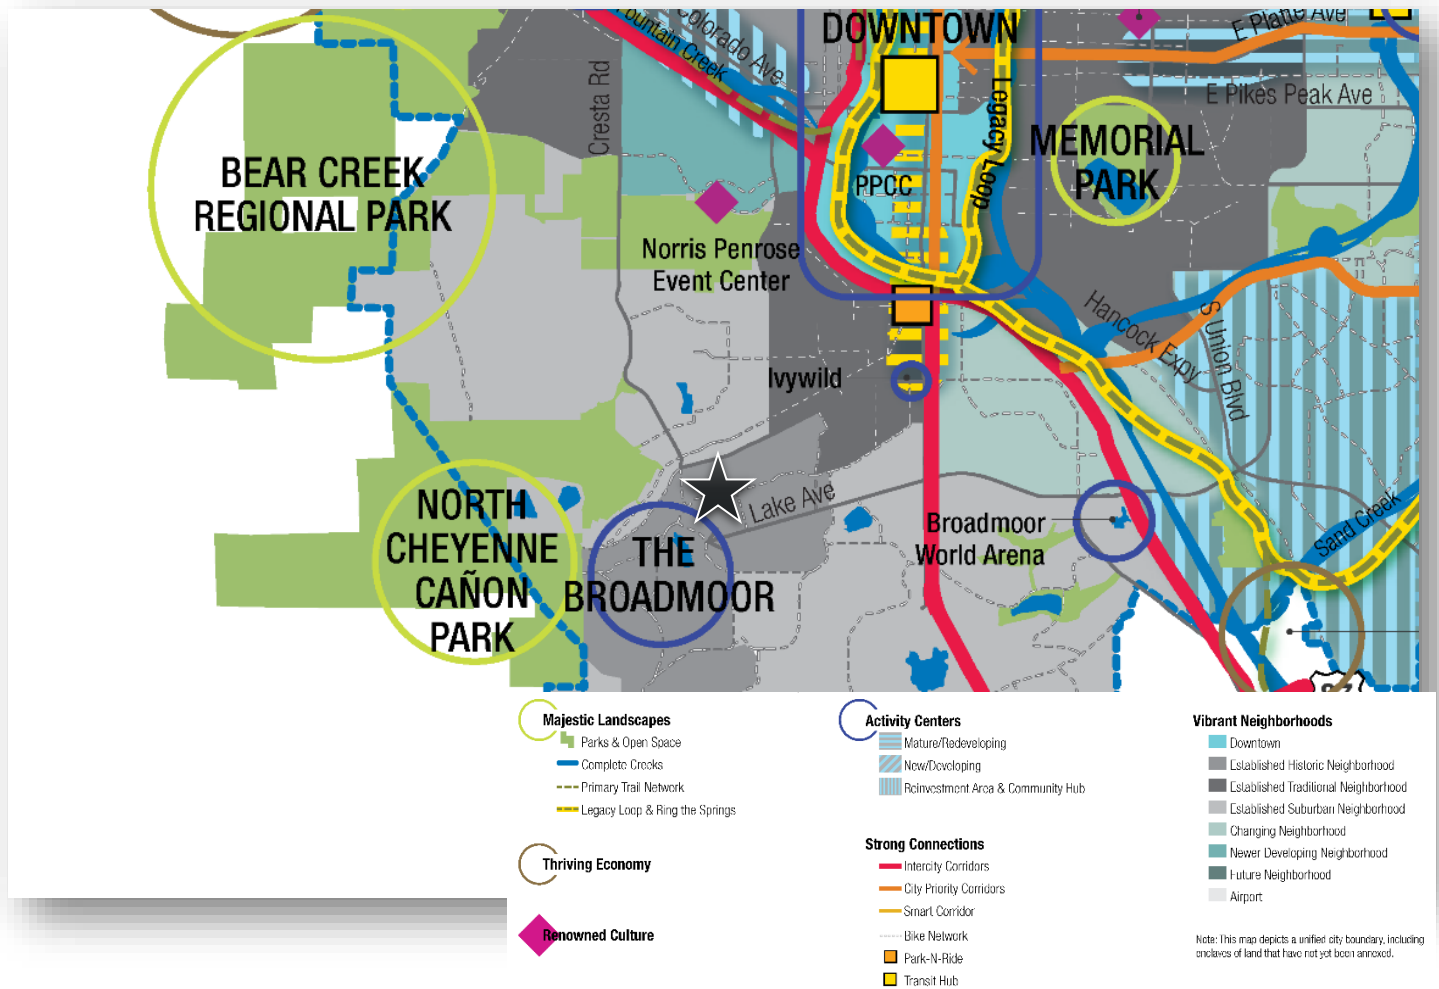 DOWNTOWN
E Platte Ave
Colorado Ave
Fountain Creek
Cresta Rd
Legacy Loop
E Pikes Peak Ave
MEMORIAL
PARK
BEAR CREEK
REGIONAL PARK
PPCC
Norris Penrose
Event Center
Hancock Expy
S Union Blvd
Ivywild
Lake Ave
NORTH
CHEYENNE
CAÑON
PARK
THE
BROADMOOR
Broadmoor
World Arena
Sand Creek
Majestic Landscapes
Parks & Open Space
Complete Creeks
Primary Trail Network
Legacy Loop & Ring the Springs
Thriving Economy
Renowned Culture
Activity Centers
Mature/Redeveloping
New/Developing
Reinvestment Area & Community Hub
Strong Connections
Intercity Corridors
City Priority Corridors
Smart Corridor
Bike Network
Park-N-Ride
Transit Hub
Vibrant Neighborhoods
Downtown
Established Historic Neighborhood
Established Traditional Neighborhood
Established Suburban Neighborhood
Changing Neighborhood
Newer Developing Neighborhood
Future Neighborhood
Airport
Note: This map depicts a unified city boundary, including
enclaves of land that have not yet been annexed.